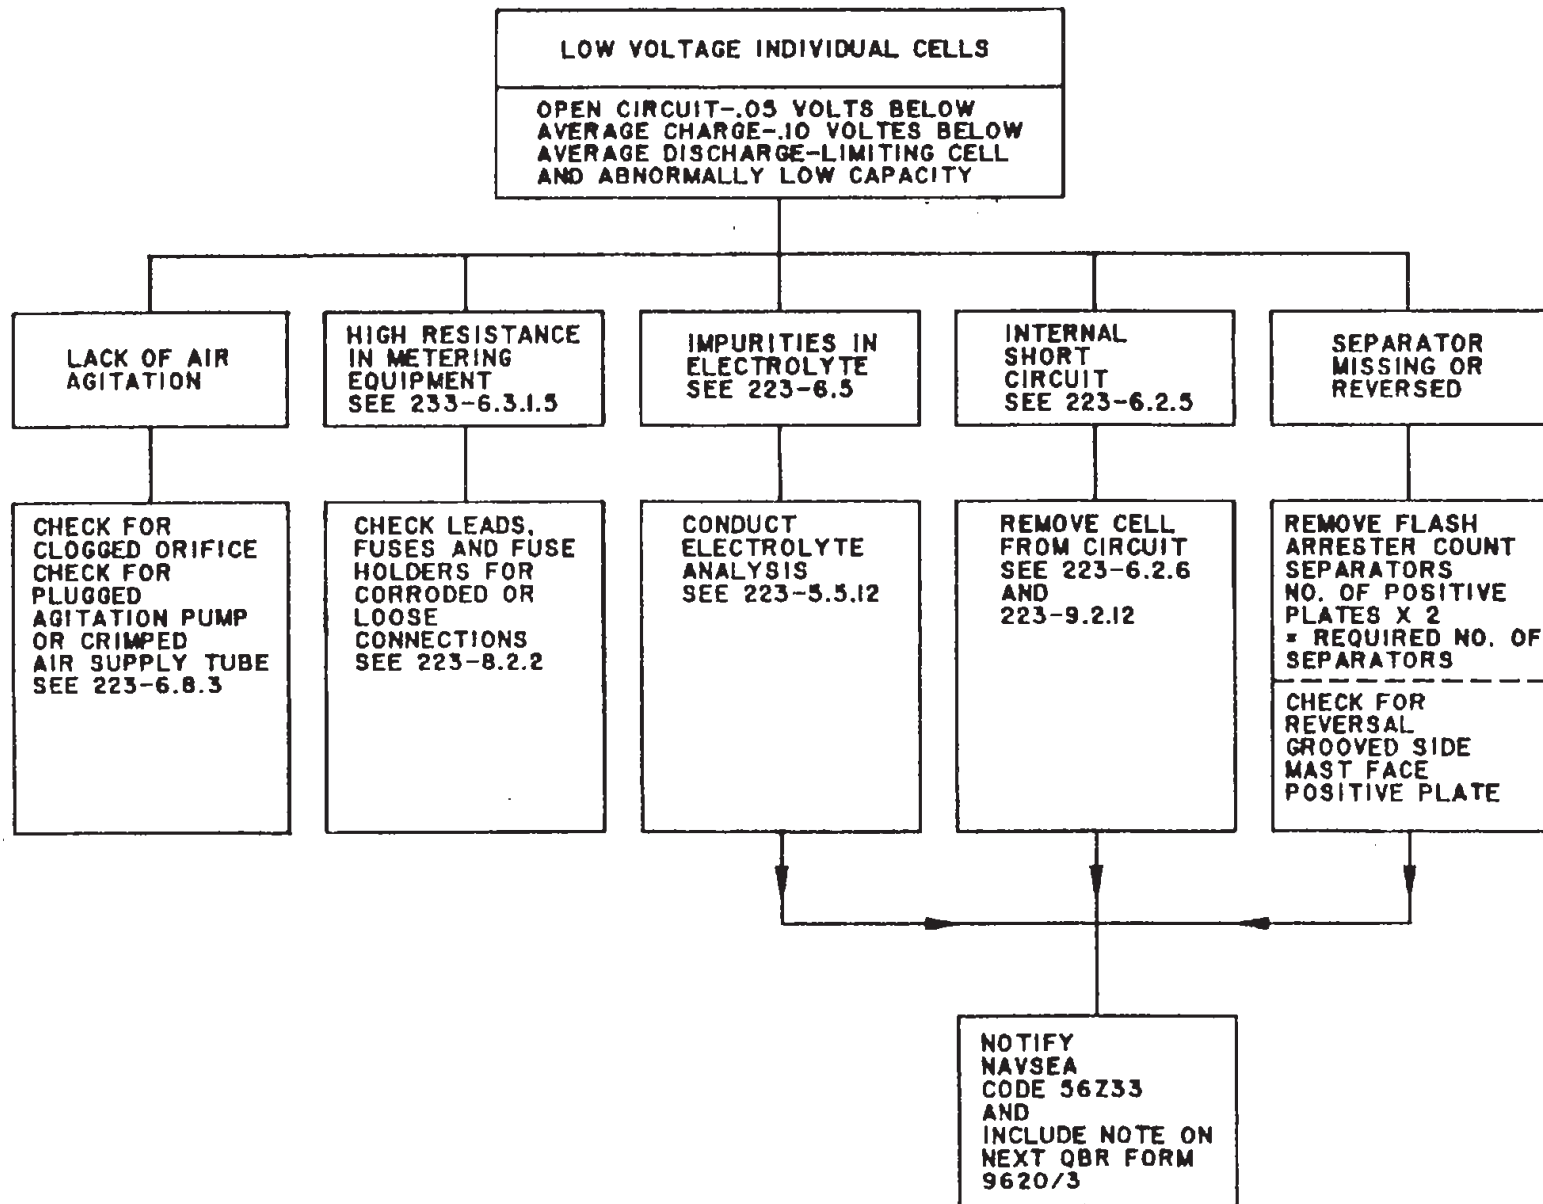 LOW VOLTAGE INDIVIDUAL CELLS
OPEN CIRCUIT-.05 VOLTS BELOW
AVERAGE CHARGE-.10 VOLTES BELOW
AVERAGE DISCHARGE-LIMITING CELL
AND ABNORMALLY LOW CAPACITY
LACK OF AIR
AGITATION
HIGH RESISTANCE
IN METERING
EQUIPMENT
SEE 233-6.3.1.5
IMPURITIES IN
ELECTROLYTE
SEE 223-6.5
INTERNAL
SHORT
CIRCUIT
SEE 223-6.2.5
SEPARATOR
MISSING OR
REVERSED
CHECK FOR
CLOGGED ORIFICE
CHECK FOR
PLUGGED
AGITATION PUMP
OR CRIMPED
AIR SUPPLY TUBE
SEE 223-6.8.3
CHECK LEADS,
FUSES AND FUSE
HOLDERS FOR
CORRODED OR
LOOSE
CONNECTIONS
SEE 223-8.2.2
CONDUCT
ELECTROLYTE
ANALYSIS
SEE 223-5.5.12
REMOVE CELL
FROM CIRCUIT
SEE 223-6.2.6
AND
223-9.2.12
REMOVE FLASH
ARRESTER COUNT
SEPARATORS
NO. OF POSITIVE
PLATES X 2
= REQUIRED NO. OF
SEPARATORS
CHECK FOR
REVERSAL
GROOVED SIDE
MAST FACE
POSITIVE PLATE
NOTIFY
NAVSEA
CODE 56Z33
AND
INCLUDE NOTE ON
NEXT QBR FORM
9620/3